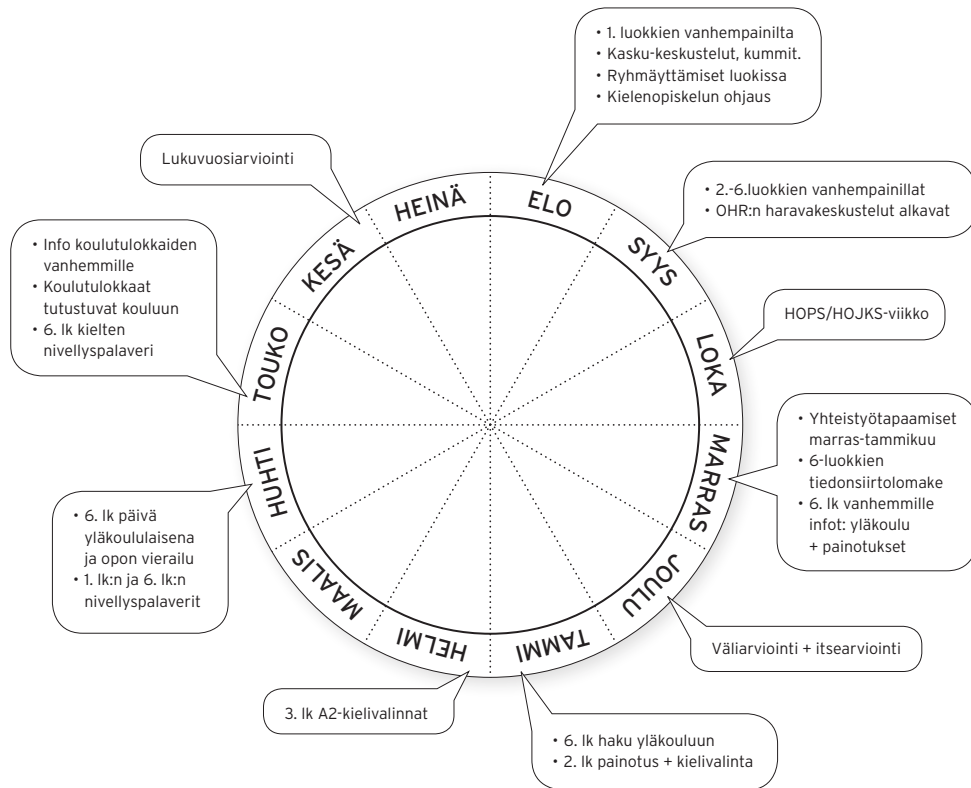 • 1. luokkien vanhempainilta
• Kasku-keskustelut, kummit.
• Ryhmäyttämiset luokissa
• Kielenopiskelun ohjaus
Lukuvuosiarviointi
• 2.-6.luokkien vanhempainillat
• OHR:n haravakeskustelut alkavat
• Info koulutulokkaiden
vanhemmille
• Koulutulokkaat
tutustuvat kouluun
• 6. lk kielten
nivellyspalaveri
HOPS/HOJKS-viikko
• Yhteistyötapaamiset
marras-tammikuu
• 6-luokkien
tiedonsiirtolomake
• 6. lk vanhemmille
infot: yläkoulu
+ painotukset
• 6. lk päivä
yläkoululaisena
ja opon vierailu
• 1. lk:n ja 6. lk:n
nivellyspalaverit
Väliarviointi + itsearviointi
3. lk A2-kielivalinnat
• 6. lk haku yläkouluun
• 2. lk painotus + kielivalinta
ELO
SYYS
LOKA
MARRAS
JOULU
TAMMI
HELMI
MAALIS
HUHTI
TOUKO
KESÄ
HEINÄ